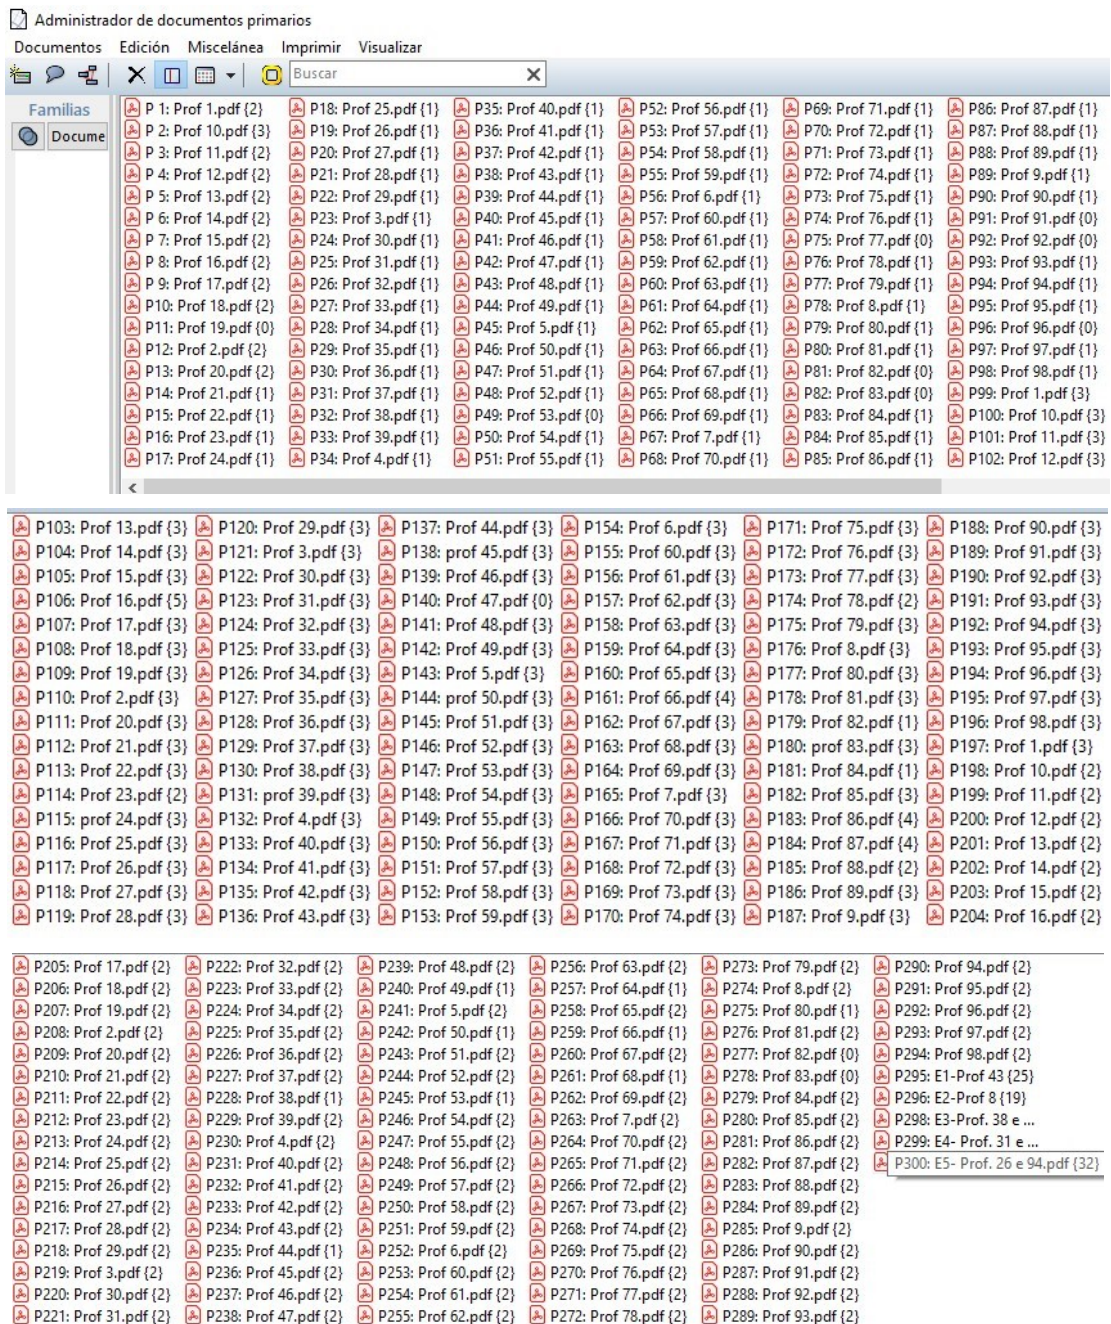 Administrador de documentos primarios
Documentos Edición Miscelánea Imprimir Visualizar
Buscar
Familias
Docume
P 1: Prof 1.pdf {2}
P 2: Prof 10.pdf {3}
P 3: Prof 11.pdf {2}
P 4: Prof 12.pdf {2}
P 5: Prof 13.pdf {2}
P 6: Prof 14.pdf {2}
P 7: Prof 15.pdf {2}
P 8: Prof 16.pdf {2}
P 9: Prof 17.pdf {2}
P10: Prof 18.pdf {2}
P11: Prof 19.pdf {0}
P12: Prof 2.pdf {2}
P13: Prof 20.pdf {2}
P14: Prof 21.pdf {1}
P15: Prof 22.pdf {1}
P16: Prof 23.pdf {1}
P17: Prof 24.pdf {1}
P18: Prof 25.pdf {1}
P19: Prof 26.pdf {1}
P20: Prof 27.pdf {1}
P21: Prof 28.pdf {1}
P22: Prof 29.pdf {1}
P23: Prof 3.pdf {1}
P24: Prof 30.pdf {1}
P25: Prof 31.pdf {1}
P26: Prof 32.pdf {1}
P27: Prof 33.pdf {1}
P28: Prof 34.pdf {1}
P29: Prof 35.pdf {1}
P30: Prof 36.pdf {1}
P31: Prof 37.pdf {1}
P32: Prof 38.pdf {1}
P33: Prof 39.pdf {1}
P34: Prof 4.pdf {1}
P35: Prof 40.pdf {1}
P36: Prof 41.pdf {1}
P37: Prof 42.pdf {1}
P38: Prof 43.pdf {1}
P39: Prof 44.pdf {1}
P40: Prof 45.pdf {1}
P41: Prof 46.pdf {1}
P42: Prof 47.pdf {1}
P43: Prof 48.pdf {1}
P44: Prof 49.pdf {1}
P45: Prof 5.pdf {1}
P46: Prof 50.pdf {1}
P47: Prof 51.pdf {1}
P48: Prof 52.pdf {1}
P49: Prof 53.pdf {0}
P50: Prof 54.pdf {1}
P51: Prof 55.pdf {1}
P52: Prof 56.pdf {1}
P53: Prof 57.pdf {1}
P54: Prof 58.pdf {1}
P55: Prof 59.pdf {1}
P56: Prof 6.pdf {1}
P57: Prof 60.pdf {1}
P58: Prof 61.pdf {1}
P59: Prof 62.pdf {1}
P60: Prof 63.pdf {1}
P61: Prof 64.pdf {1}
P62: Prof 65.pdf {1}
P63: Prof 66.pdf {1}
P64: Prof 67.pdf {1}
P65: Prof 68.pdf {1}
P66: Prof 69.pdf {1}
P67: Prof 7.pdf {1}
P68: Prof 70.pdf {1}
P69: Prof 71.pdf {1}
P70: Prof 72.pdf {1}
P71: Prof 73.pdf {1}
P72: Prof 74.pdf {1}
P73: Prof 75.pdf {1}
P74: Prof 76.pdf {1}
P75: Prof 77.pdf {0}
P76: Prof 78.pdf {1}
P77: Prof 79.pdf {1}
P78: Prof 8.pdf {1}
P79: Prof 80.pdf {1}
P80: Prof 81.pdf {1}
P81: Prof 82.pdf {0}
P82: Prof 83.pdf {0}
P83: Prof 84.pdf {1}
P84: Prof 85.pdf {1}
P85: Prof 86.pdf {1}
P86: Prof 87.pdf {1}
P87: Prof 88.pdf {1}
P88: Prof 89.pdf {1}
P89: Prof 9.pdf {1}
P90: Prof 90.pdf {1}
P91: Prof 91.pdf {0}
P92: Prof 92.pdf {0}
P93: Prof 93.pdf {1}
P94: Prof 94.pdf {1}
P95: Prof 95.pdf {1}
P96: Prof 96.pdf {0}
P97: Prof 97.pdf {1}
P98: Prof 98.pdf {1}
P99: Prof 1.pdf {3}
P100: Prof 10.pdf {3}
P101: Prof 11.pdf {3}
P102: Prof 12.pdf {3}
P103: Prof 13.pdf {3}
P104: Prof 14.pdf {3}
P105: Prof 15.pdf {3}
P106: Prof 16.pdf {5}
P107: Prof 17.pdf {3}
P108: Prof 18.pdf {3}
P109: Prof 19.pdf {3}
P110: Prof 2.pdf {3}
P111: Prof 20.pdf {3}
P112: Prof 21.pdf {3}
P113: Prof 22.pdf {3}
P114: Prof 23.pdf {2}
P115: prof 24.pdf {3}
P116: Prof 25.pdf {3}
P117: Prof 26.pdf {3}
P118: Prof 27.pdf {3}
P119: Prof 28.pdf {3}
P120: Prof 29.pdf {3}
P121: Prof 3.pdf {3}
P122: Prof 30.pdf {3}
P123: Prof 31.pdf {3}
P124: Prof 32.pdf {3}
P125: Prof 33.pdf {3}
P126: Prof 34.pdf {3}
P127: Prof 35.pdf {3}
P128: Prof 36.pdf {3}
P129: Prof 37.pdf {3}
P130: Prof 38.pdf {3}
P131: prof 39.pdf {3}
P132: Prof 4.pdf {3}
P133: Prof 40.pdf {3}
P134: Prof 41.pdf {3}
P135: Prof 42.pdf {3}
P136: Prof 43.pdf {3}
P137: Prof 44.pdf {3}
P138: prof 45.pdf {3}
P139: Prof 46.pdf {3}
P140: Prof 47.pdf {0}
P141: Prof 48.pdf {3}
P142: Prof 49.pdf {3}
P143: Prof 5.pdf {3}
P144: prof 50.pdf {3}
P145: Prof 51.pdf {3}
P146: Prof 52.pdf {3}
P147: Prof 53.pdf {3}
P148: Prof 54.pdf {3}
P149: Prof 55.pdf {3}
P150: Prof 56.pdf {3}
P151: Prof 57.pdf {3}
P152: Prof 58.pdf {3}
P153: Prof 59.pdf {3}
P154: Prof 6.pdf {3}
P155: Prof 60.pdf {3}
P156: Prof 61.pdf {3}
P157: Prof 62.pdf {3}
P158: Prof 63.pdf {3}
P159: Prof 64.pdf {3}
P160: Prof 65.pdf {3}
P161: Prof 66.pdf {4}
P162: Prof 67.pdf {3}
P163: Prof 68.pdf {3}
P164: Prof 69.pdf {3}
P165: Prof 7.pdf {3}
P166: Prof 70.pdf {3}
P167: Prof 71.pdf {3}
P168: Prof 72.pdf {3}
P169: Prof 73.pdf {3}
P170: Prof 74.pdf {3}
P171: Prof 75.pdf {3}
P172: Prof 76.pdf {3}
P173: Prof 77.pdf {3}
P174: Prof 78.pdf {2}
P175: Prof 79.pdf {3}
P176: Prof 8.pdf {3}
P177: Prof 80.pdf {3}
P178: Prof 81.pdf {3}
P179: Prof 82.pdf {1}
P180: prof 83.pdf {3}
P181: Prof 84.pdf {1}
P182: Prof 85.pdf {3}
P183: Prof 86.pdf {4}
P184: Prof 87.pdf {4}
P185: Prof 88.pdf {2}
P186: Prof 89.pdf {3}
P187: Prof 9.pdf {3}
P188: Prof 90.pdf {3}
P189: Prof 91.pdf {3}
P190: Prof 92.pdf {3}
P191: Prof 93.pdf {3}
P192: Prof 94.pdf {3}
P193: Prof 95.pdf {3}
P194: Prof 96.pdf {3}
P195: Prof 97.pdf {3}
P196: Prof 98.pdf {3}
P197: Prof 1.pdf {3}
P198: Prof 10.pdf {2}
P199: Prof 11.pdf {2}
P200: Prof 12.pdf {2}
P201: Prof 13.pdf {2}
P202: Prof 14.pdf {2}
P203: Prof 15.pdf {2}
P204: Prof 16.pdf {2}
P205: Prof 17.pdf {2}
P206: Prof 18.pdf {2}
P207: Prof 19.pdf {2}
P208: Prof 2.pdf {2}
P209: Prof 20.pdf {2}
P210: Prof 21.pdf {2}
P211: Prof 22.pdf {2}
P212: Prof 23.pdf {2}
P213: Prof 24.pdf {2}
P214: Prof 25.pdf {2}
P215: Prof 26.pdf {2}
P216: Prof 27.pdf {2}
P217: Prof 28.pdf {2}
P218: Prof 29.pdf {2}
P219: Prof 3.pdf {2}
P220: Prof 30.pdf {2}
P221: Prof 31.pdf {2}
P222: Prof 32.pdf {2}
P223: Prof 33.pdf {2}
P224: Prof 34.pdf {2}
P225: Prof 35.pdf {2}
P226: Prof 36.pdf {2}
P227: Prof 37.pdf {2}
P228: Prof 38.pdf {1}
P229: Prof 39.pdf {2}
P230: Prof 4.pdf {2}
P231: Prof 40.pdf {2}
P232: Prof 41.pdf {2}
P233: Prof 42.pdf {2}
P234: Prof 43.pdf {2}
P235: Prof 44.pdf {1}
P236: Prof 45.pdf {2}
P237: Prof 46.pdf {2}
P238: Prof 47.pdf {2}
P239: Prof 48.pdf {2}
P240: Prof 49.pdf {1}
P241: Prof 5.pdf {2}
P242: Prof 50.pdf {1}
P243: Prof 51.pdf {2}
P244: Prof 52.pdf {2}
P245: Prof 53.pdf {1}
P246: Prof 54.pdf {2}
P247: Prof 55.pdf {2}
P248: Prof 56.pdf {2}
P249: Prof 57.pdf {2}
P250: Prof 58.pdf {2}
P251: Prof 59.pdf {2}
P252: Prof 6.pdf {2}
P253: Prof 60.pdf {2}
P254: Prof 61.pdf {2}
P255: Prof 62.pdf {2}
P256: Prof 63.pdf {2}
P257: Prof 64.pdf {1}
P258: Prof 65.pdf {2}
P259: Prof 66.pdf {1}
P260: Prof 67.pdf {2}
P261: Prof 68.pdf {1}
P262: Prof 69.pdf {2}
P263: Prof 7.pdf {2}
P264: Prof 70.pdf {2}
P265: Prof 71.pdf {2}
P266: Prof 72.pdf {2}
P267: Prof 73.pdf {2}
P268: Prof 74.pdf {2}
P269: Prof 75.pdf {2}
P270: Prof 76.pdf {2}
P271: Prof 77.pdf {2}
P272: Prof 78.pdf {2}
P273: Prof 79.pdf {2}
P274: Prof 8.pdf {2}
P275: Prof 80.pdf {1}
P276: Prof 81.pdf {2}
P277: Prof 82.pdf {0}
P278: Prof 83.pdf {0}
P279: Prof 84.pdf {2}
P280: Prof 85.pdf {2}
P281: Prof 86.pdf {2}
P282: Prof 87.pdf {2}
P283: Prof 88.pdf {2}
P284: Prof 89.pdf {2}
P285: Prof 9.pdf {2}
P286: Prof 90.pdf {2}
P287: Prof 91.pdf {2}
P288: Prof 92.pdf {2}
P289: Prof 93.pdf {2}
P290: Prof 94.pdf {2}
P291: Prof 95.pdf {2}
P292: Prof 96.pdf {2}
P293: Prof 97.pdf {2}
P294: Prof 98.pdf {2}
P295: E1-Prof 43 {25}
P296: E2-Prof 8 {19}
P298: E3-Prof. 38 e ...
P299: E4- Prof. 31 e ...
P300: E5- Prof. 26 e 94.pdf {32}